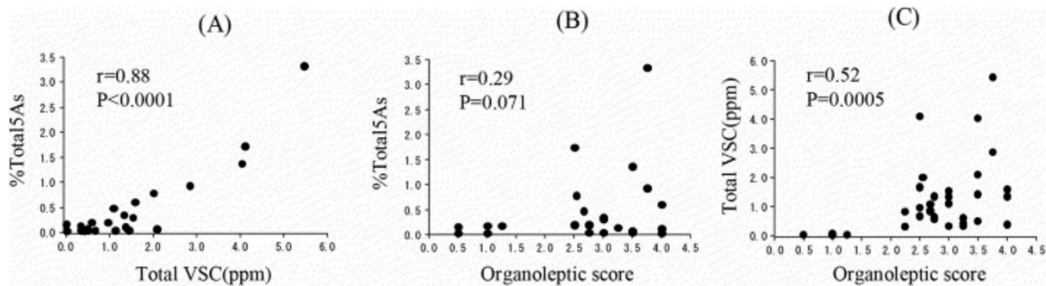 (A)
%Total5As
3.5
3.0
2.5
2.0
1.5
1.0
0.5
0.0
r=0.88
P<0.0001
0.0 1.0 2.0 3.0 4.0 5.0 6.0
Total VSC(ppm)
(B)
%Total5As
3.5
3.0
2.5
2.0
1.5
1.0
0.5
0.0
r=0.29
P=0.071
0.0 0.5 1.0 1.5 2.0 2.5 3.0 3.5 4.0
Organoleptic score
(C)
Total VSC(ppm)
6.0
5.0
4.0
3.0
2.0
1.0
0.0
r=0.52
P=0.0005
0.0 0.5 1.0 1.5 2.0 2.5 3.0 3.5 4.0
Organoleptic score